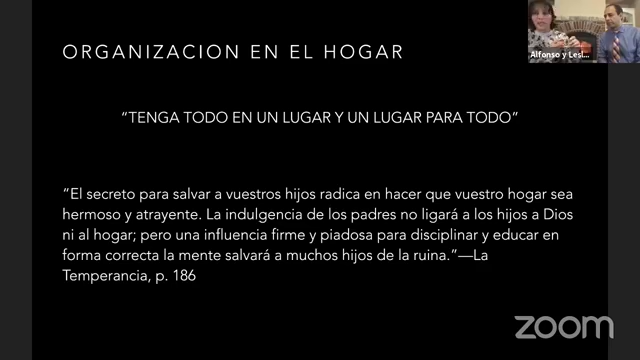 ORGANIZACION EN EL HOGAR
Alfonso y Lesl...
“TENGA TODO EN UN LUGAR Y UN LUGAR PARA TODO”
“El secreto para salvar a vuestros hijos radica en hacer que vuestro hogar sea
hermoso y atrayente. La indulgencia de los padres no ligará a los hijos a Dios
ni al hogar; pero una influencia firme y piadosa para disciplinar y educar en
forma correcta la mente salvará a muchos hijos de la ruina.”—La
Temperancia, p. 186
zoom